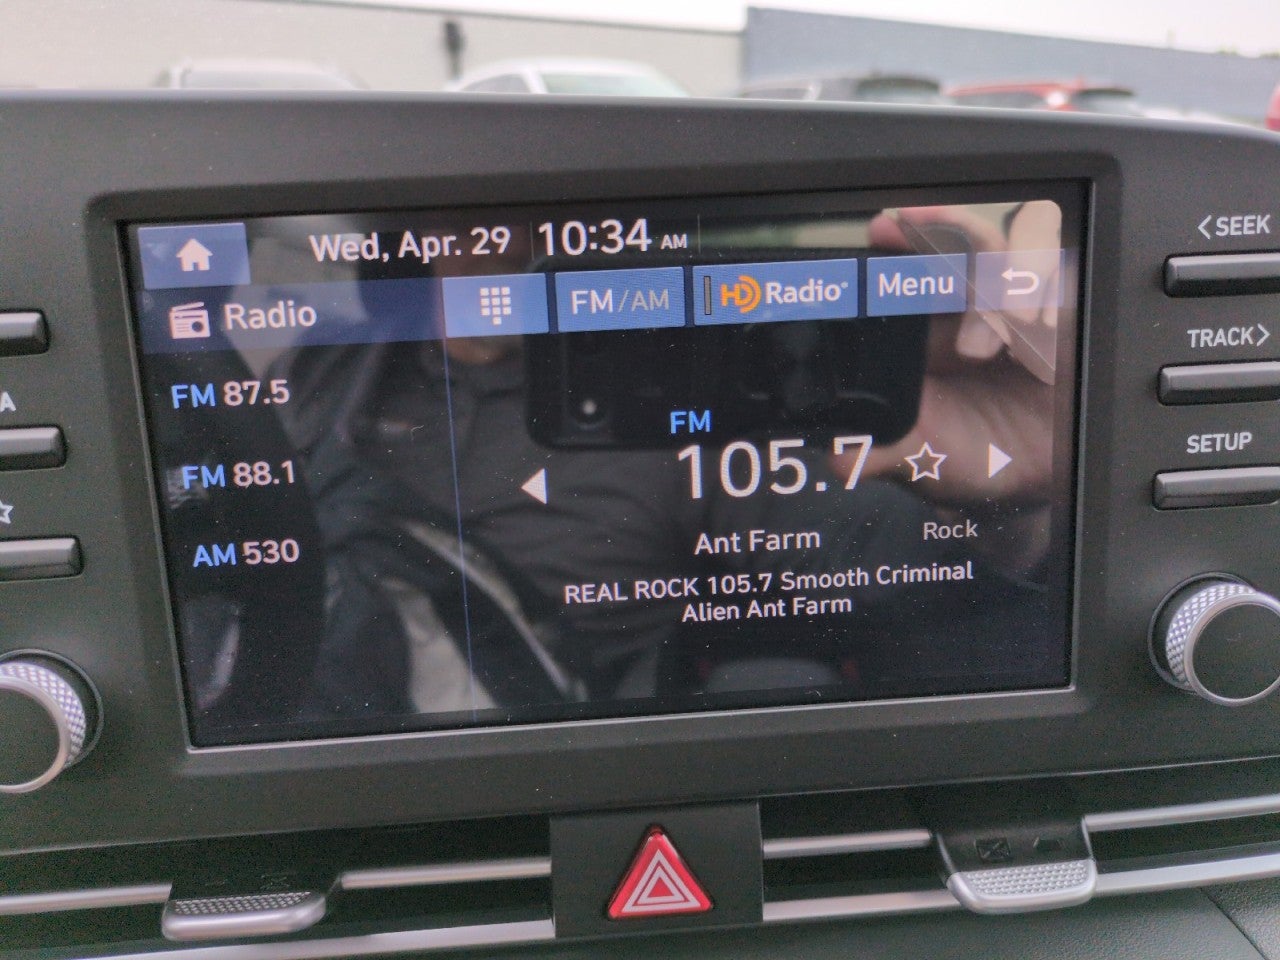 <SEEK
Wed, Apr. 29 10:34 AM
Radio FM/AM HD Radio® Menu
TRACK>
FM 87.5
FM 88.1
AM 530
A
SETUP
FM
105.7
Ant Farm Rock
REAL ROCK 105.7 Smooth Criminal
Alien Ant Farm